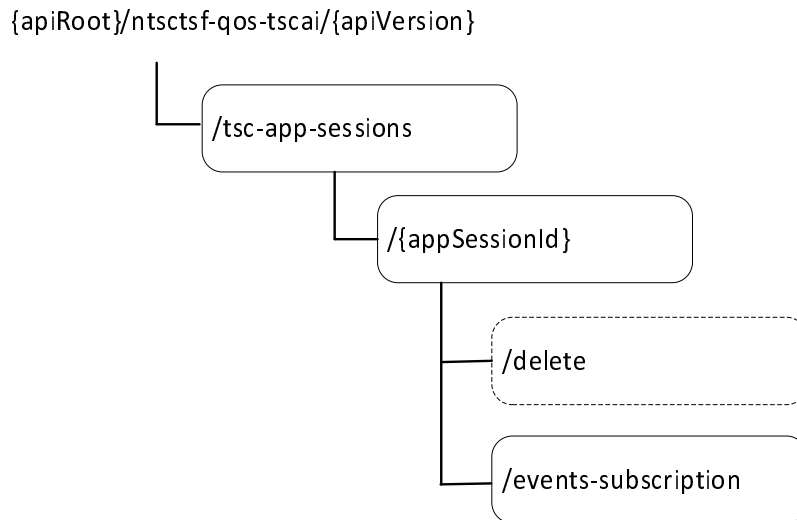 {apiRoot}/ntsctsf-qos-tscai/{apiVersion}
/tsc-app-sessions
/{appSessionId}
/delete
/events-subscription